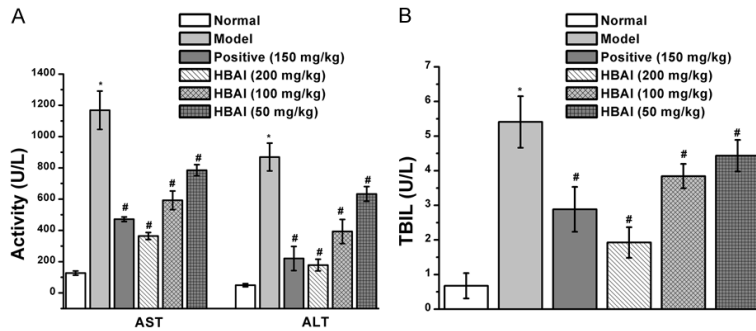 A
Normal
Model
Positive (150 mg/kg)
HBAI (200 mg/kg)
HBAI (100 mg/kg)
HBAI (50 mg/kg)
Activity (U/L)
1400
1200
1000
800
600
400
200
0
*
#
#
#
#
*
#
#
#
#
AST
ALT
B
Normal
Model
Positive (150 mg/kg)
HBAI (200 mg/kg)
HBAI (100 mg/kg)
HBAI (50 mg/kg)
TBIL (U/L)
7
6
5
4
3
2
1
0
*
#
#
#
#